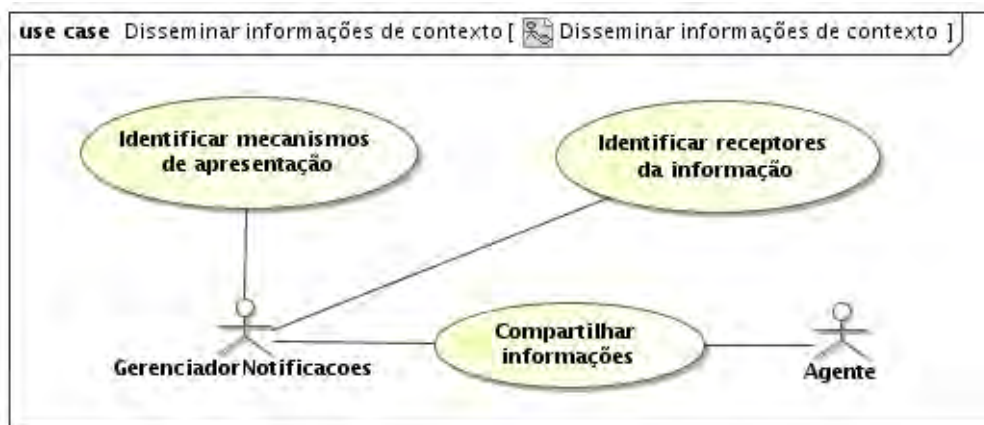 use case Disseminar informações de contexto [ Disseminar informações de contexto ]
Identificar mecanismos
de apresentação
Identificar receptores
da informação
Compartilhar
informações
GerenciadorNotificacoes
Agente